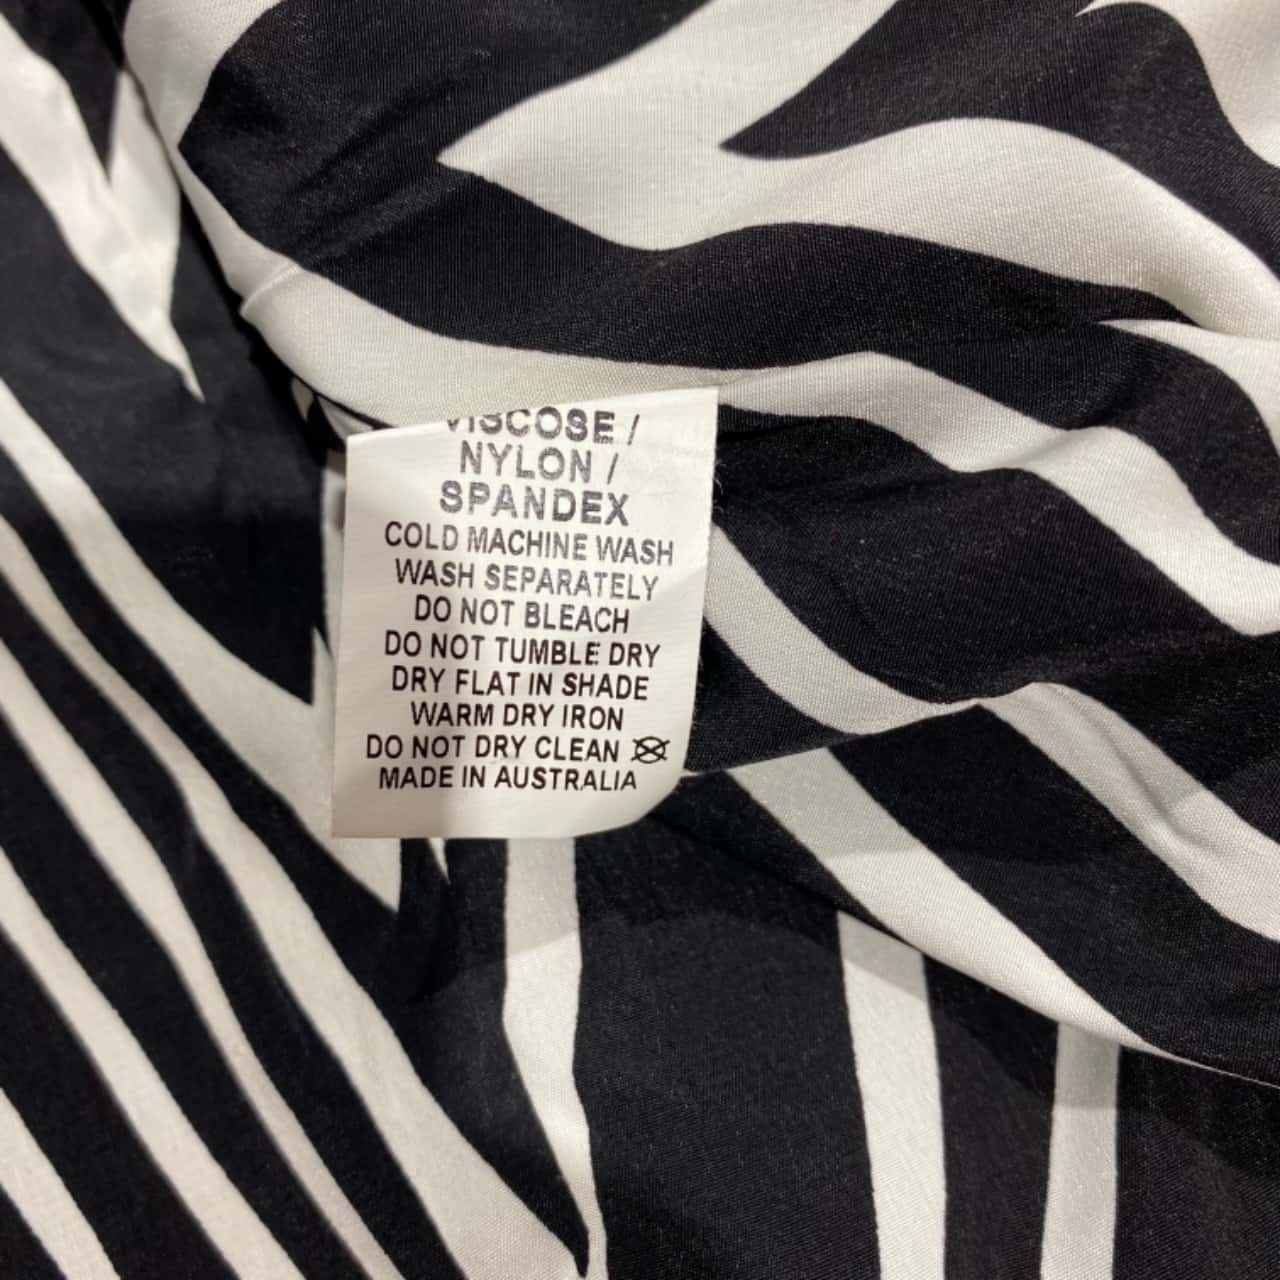 VISCOSE /
NYLON /
SPANDEX
COLD MACHINE WASH
WASH SEPARATELY
DO NOT BLEACH
DO NOT TUMBLE DRY
DRY FLAT IN SHADE
WARM DRY IRON
DO NOT DRY CLEAN
MADE IN AUSTRALIA